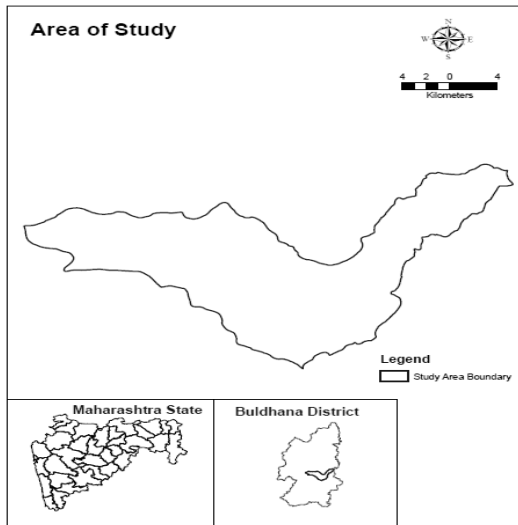 Area of Study
N
W E
S
4 2 0 4
Kilometers
Legend
Study Area Boundary
Maharashtra State
Buldhana District